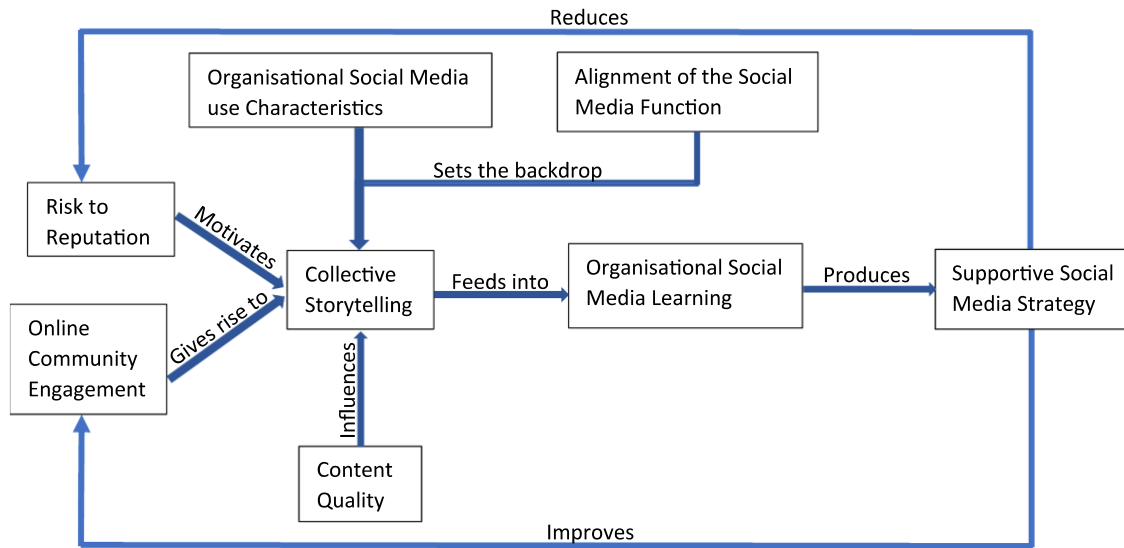 Reduces
Organisational Social Media
use Characteristics
Alignment of the Social
Media Function
Sets the backdrop
Risk to
Reputation
Motivates
Collective
Storytelling
Feeds into
Organisational Social
Media Learning
Produces
Supportive Social
Media Strategy
Online
Community
Engagement
Gives rise to
Influences
Content
Quality
Improves